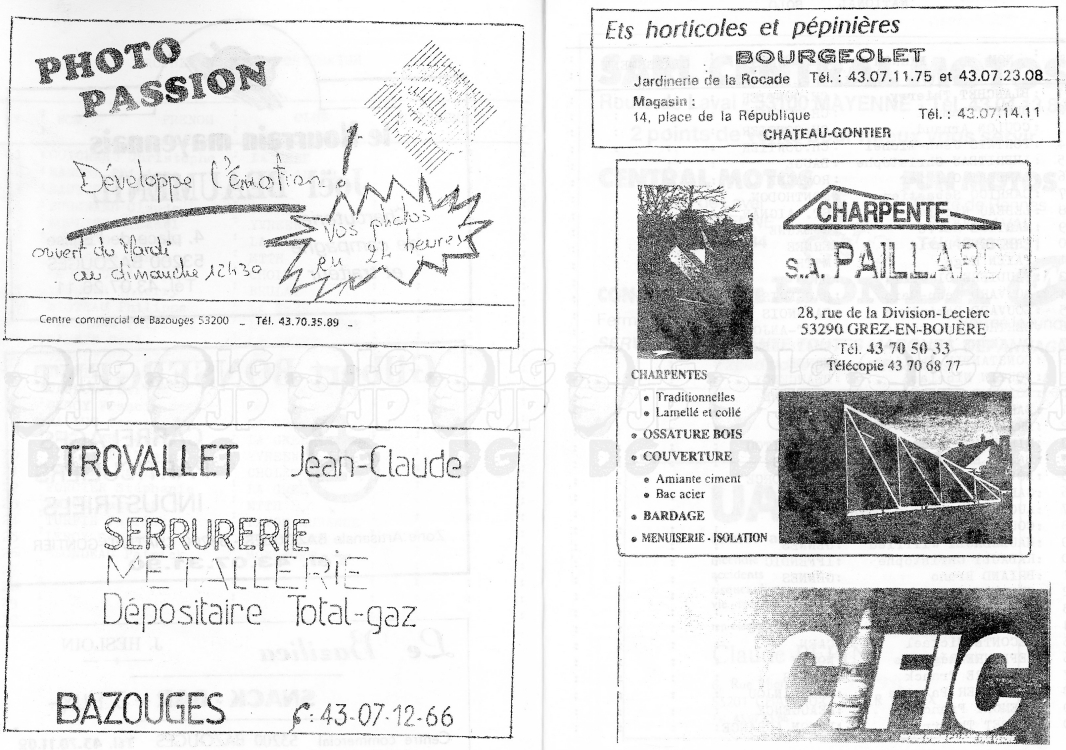 PHOTO
PASSION
Développe l'émotion !
Vos photos
en 24 heures
ouvert du Mardi
au dimanche 12h30
Centre commercial de Bazouges 53200 _ Tél. 43.70.35.89 _
TROVALLET Jean-Claude
SERRURERIE
METALLERIE
Dépositaire Total-gaz
BAZOUGES : 43-07-12-66
Ets horticoles et pépinières
BOURGEOLET
Jardinerie de la Rocade Tél. : 43.07.11.75 et 43.07.23.08
Magasin :
14, place de la République Tél. : 43.07.14.11
CHATEAU-GONTIER
CHARPENTE
S.A. PAILLARD
28, rue de la Division-Leclerc
53290 GREZ-EN-BOUÈRE
Tél. 43 70 50 33
Télécopie 43 70 68 77
CHARPENTES
• Traditionnelles
• Lamellé et collé
• OSSATURE BOIS
• COUVERTURE
• Amiante ciment
• Bac acier
• BARDAGE
• MENUISERIE - ISOLATION
CFIC